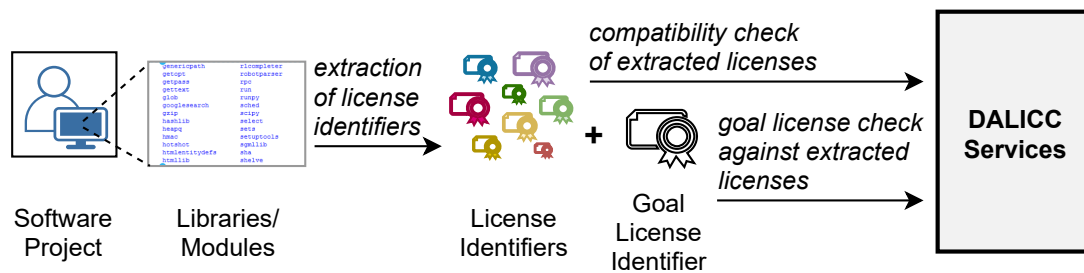 genericpath rlcompleter
getopt robotparser
getpass rpc
gettext run
glob runpy
googlesearch sched
gzip scipy
hashlib select
heapq sets
hmac setuptools
hotshot sgmllib
htmlentitydefs sha
htmllib shelve
extraction
of license
identifiers
compatibility check
of extracted licenses
+
goal license check
against extracted
licenses
DALICC
Services
Software
Project
Libraries/
Modules
License
Identifiers
Goal
License
Identifier